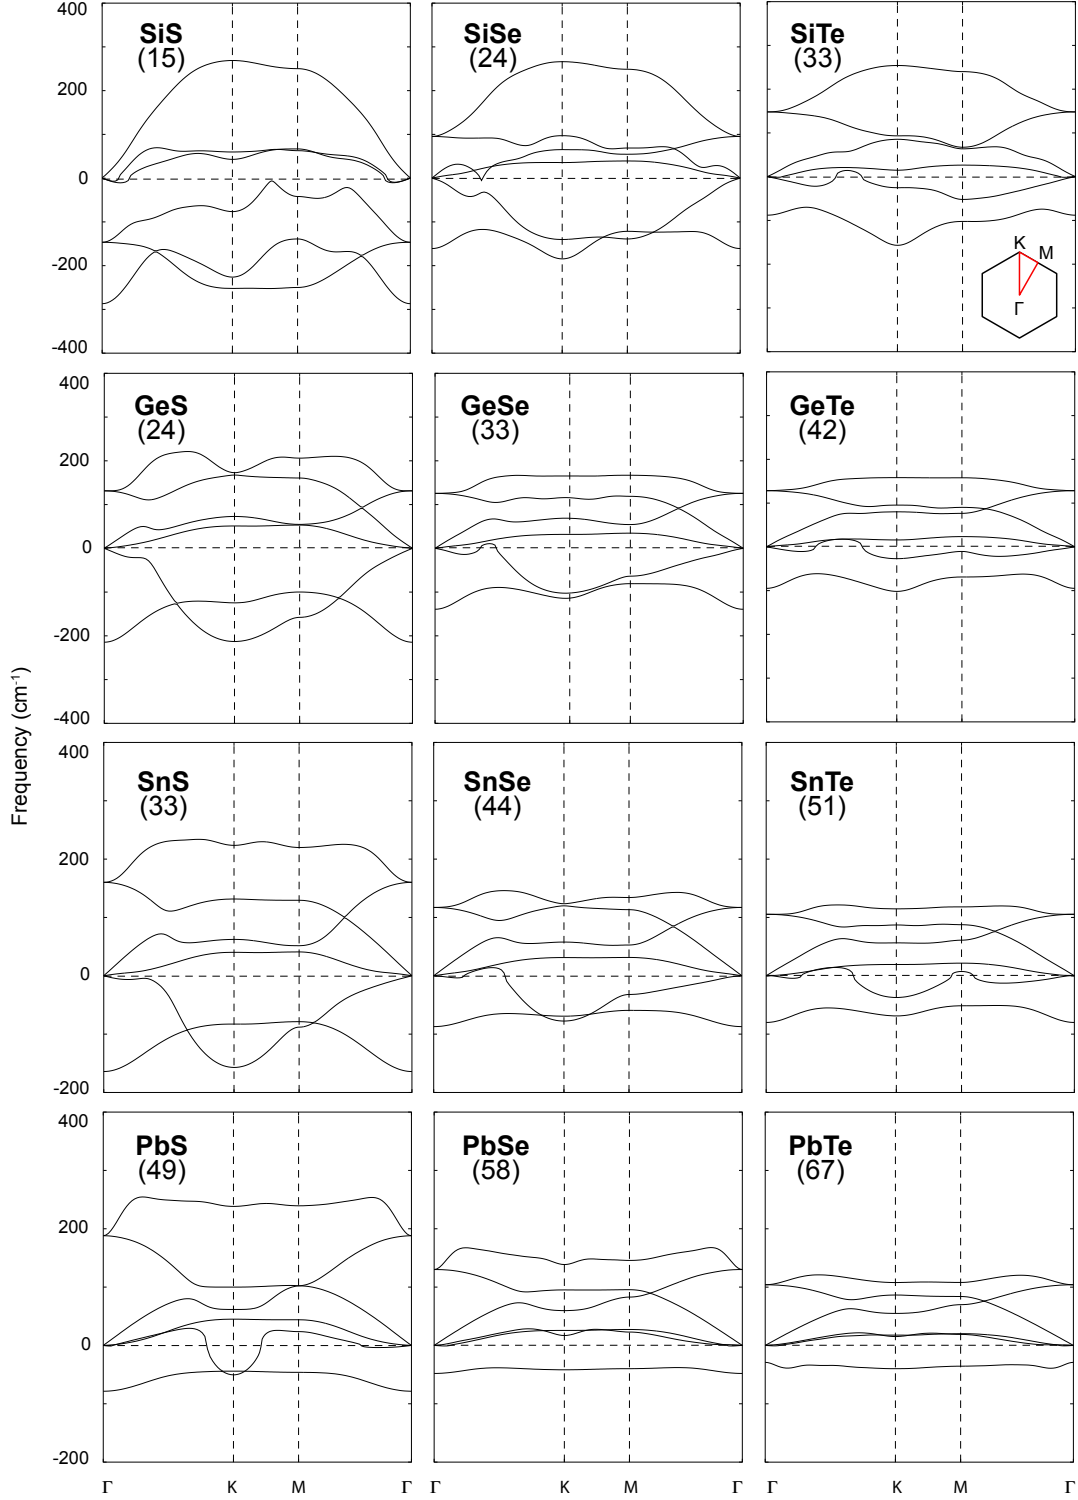 400
200
0
-200
-400
SiS
(15)
SiSe
(24)
SiTe
(33)
K
M
Γ
400
200
0
-200
-400
GeS
(24)
GeSe
(33)
GeTe
(42)
Frequency (cm⁻¹)
400
200
0
-200
SnS
(33)
SnSe
(44)
SnTe
(51)
400
200
0
-200
PbS
(49)
PbSe
(58)
PbTe
(67)
Γ K M Γ K M Γ K M Γ